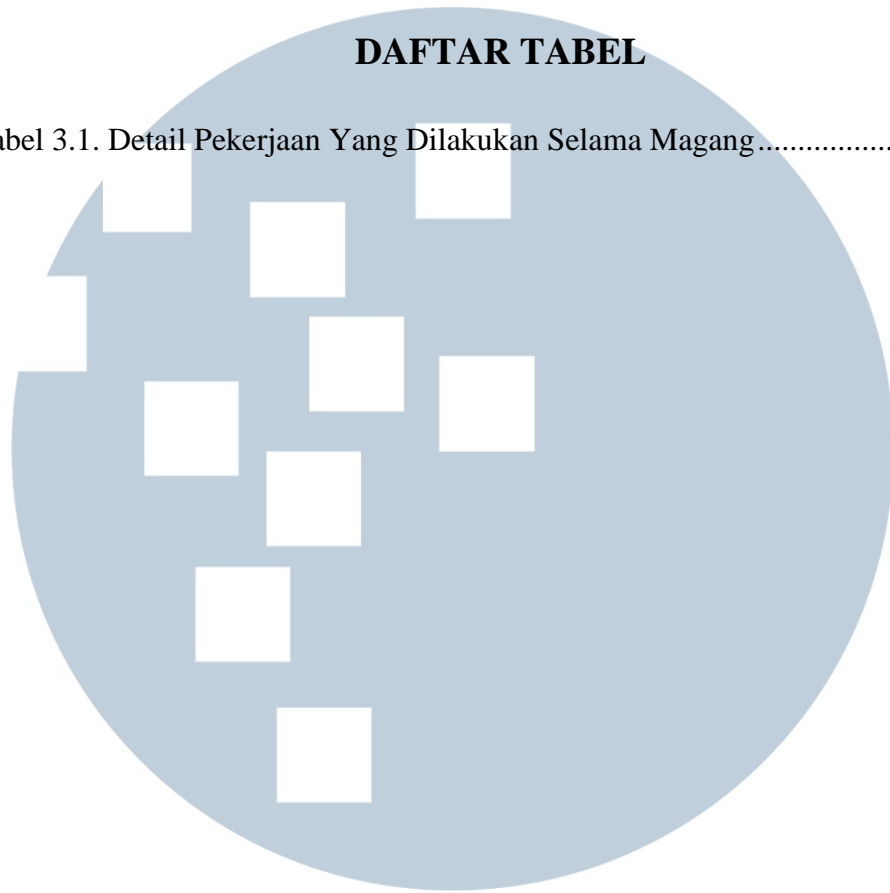 DAFTAR TABEL
abel 3.1. Detail Pekerjaan Yang Dilakukan Selama Magang.................